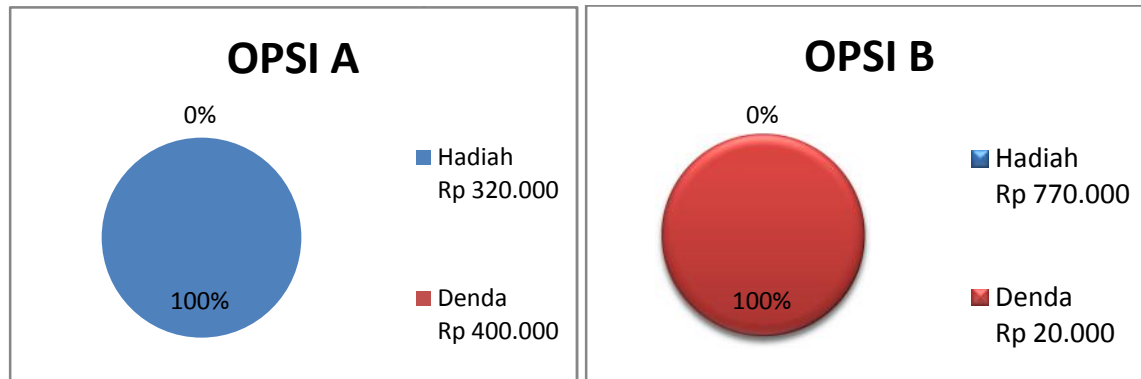 OPSI A
0%
100%
Hadiah
Rp 320.000
Denda
Rp 400.000
OPSI B
0%
100%
Hadiah
Rp 770.000
Denda
Rp 20.000